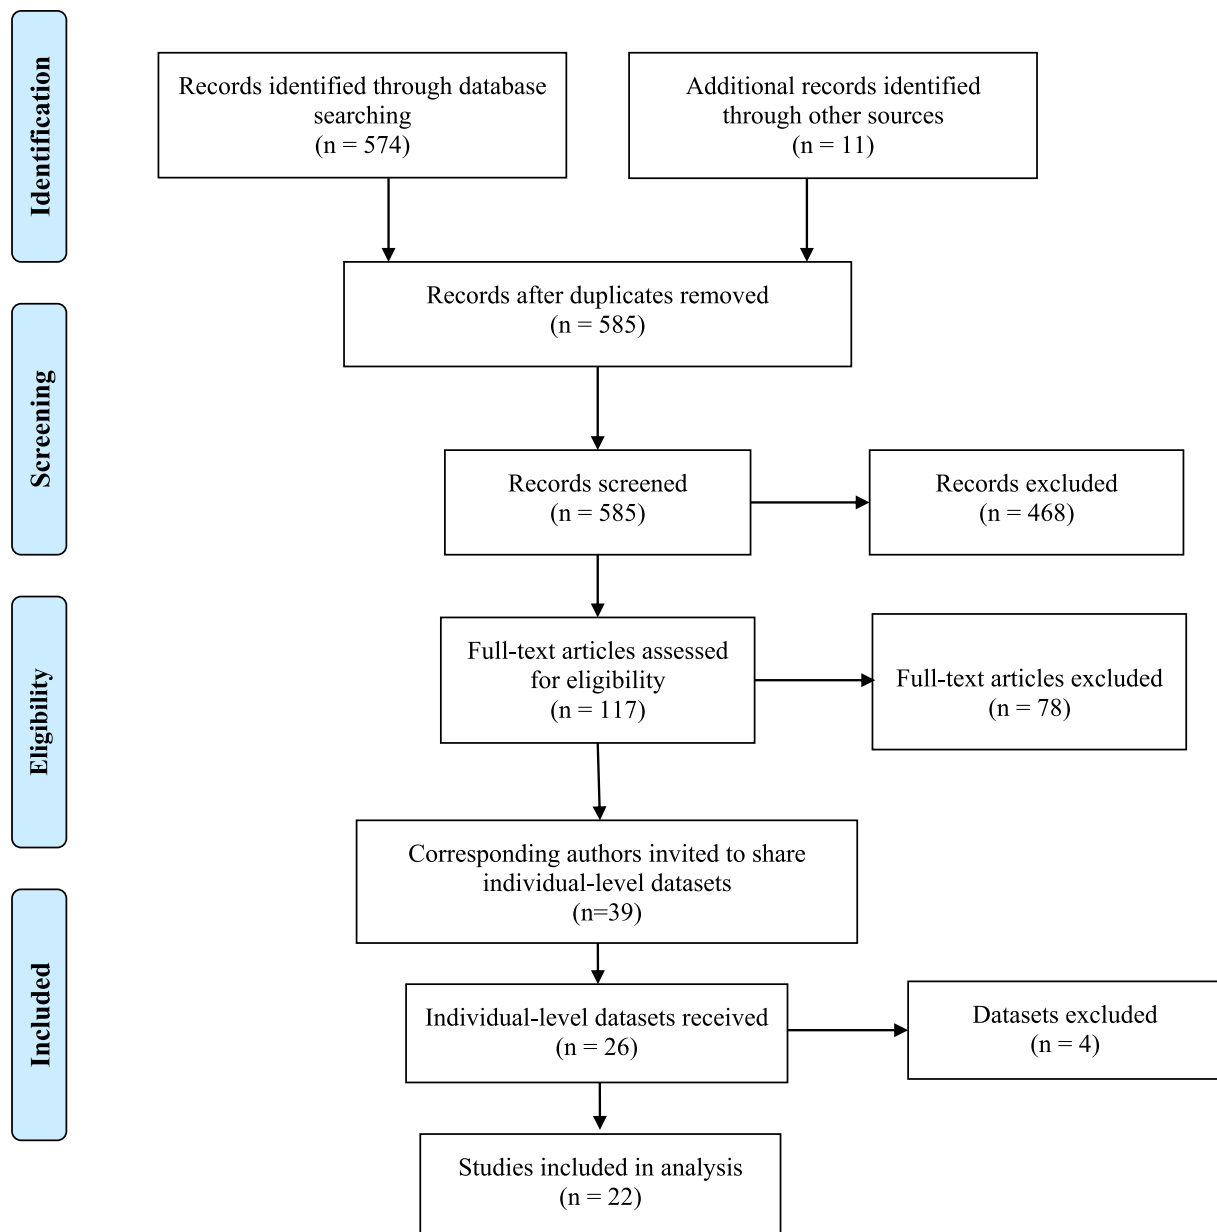 Identification
Records identified through database
searching
(n = 574)
Additional records identified
through other sources
(n = 11)
Records after duplicates removed
(n = 585)
Screening
Records screened
(n = 585)
Records excluded
(n = 468)
Eligibility
Full-text articles assessed
for eligibility
(n = 117)
Full-text articles excluded
(n = 78)
Corresponding authors invited to share
individual-level datasets
(n=39)
Included
Individual-level datasets received
(n = 26)
Datasets excluded
(n = 4)
Studies included in analysis
(n = 22)